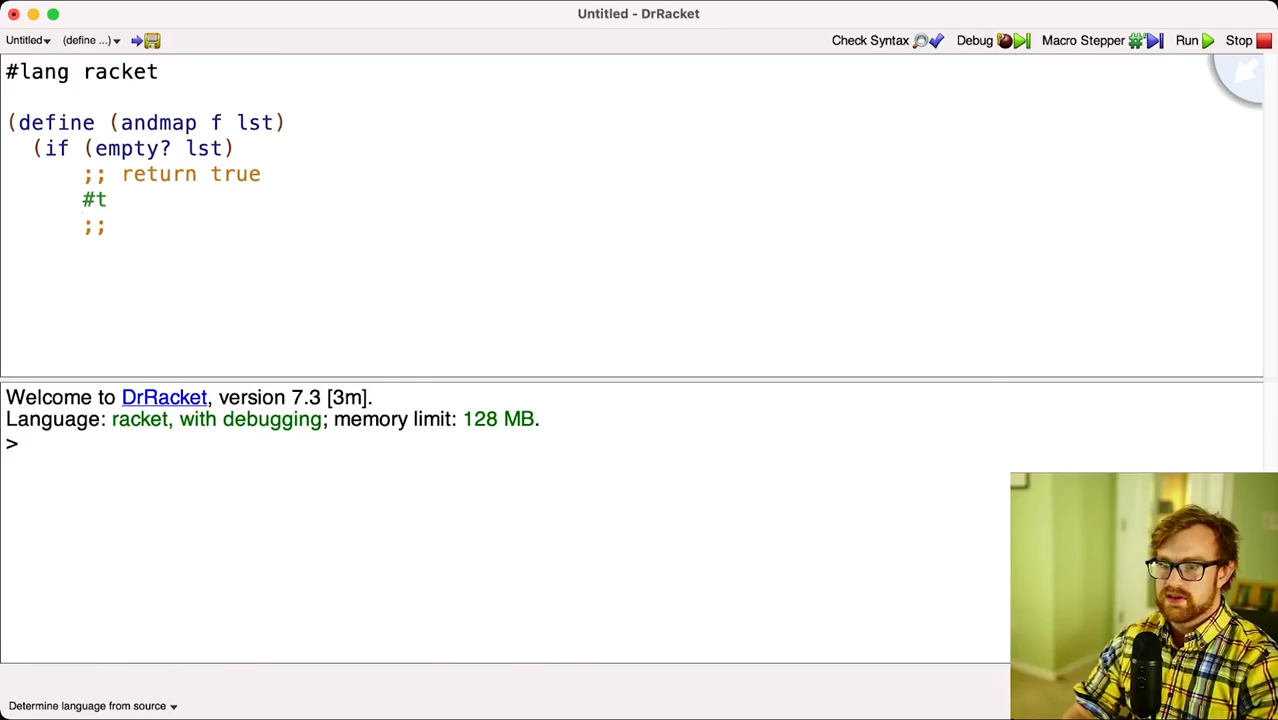 Untitled - DrRacket
Untitled (define ...) Check Syntax Debug Macro Stepper Run Stop
#lang racket
(define (andmap f lst)
(if (empty? lst)
;; return true
#t
;;
Welcome to DrRacket, version 7.3 [3m].
Language: racket, with debugging; memory limit: 128 MB.
>
Determine language from source